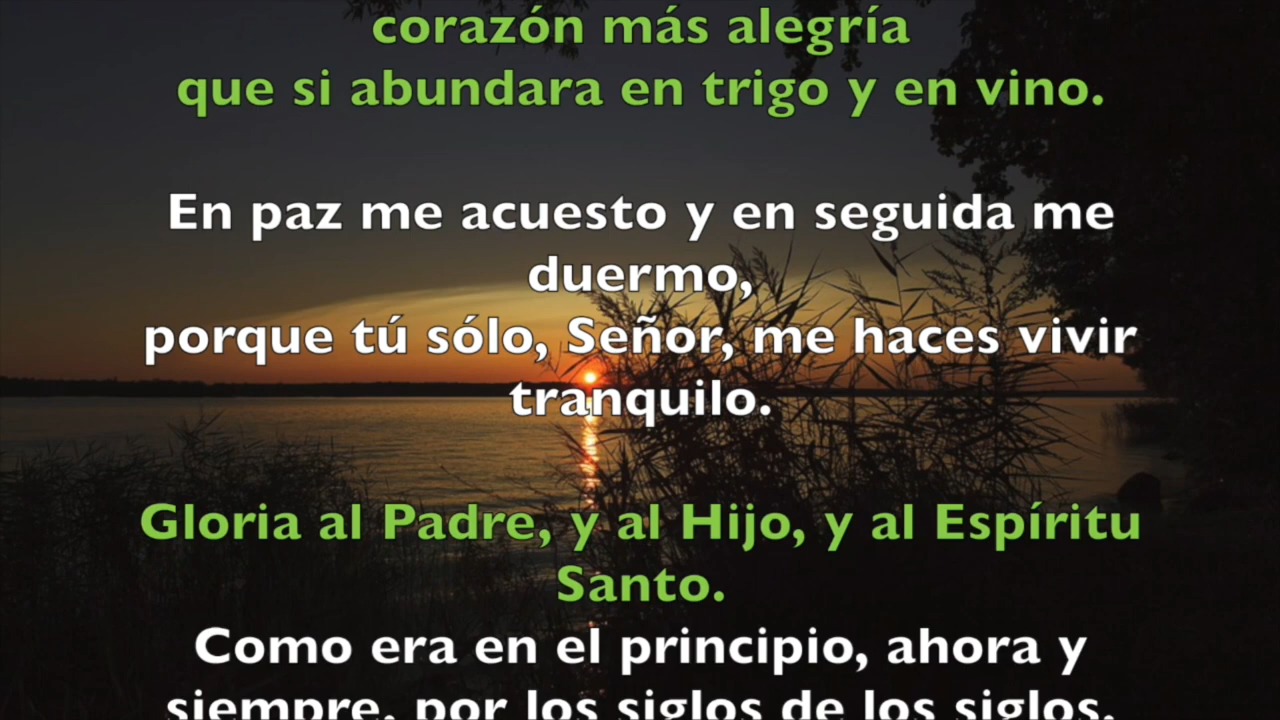 corazón más alegría
que si abundara en trigo y en vino.
En paz me acuesto y en seguida me
duermo,
porque tú sólo, Señor, me haces vivir
tranquilo.
Gloria al Padre, y al Hijo, y al Espíritu
Santo.
Como era en el principio, ahora y
siempre, por los siglos de los siglos.